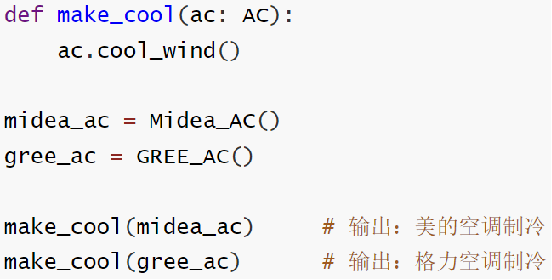 def make_cool(ac: AC):
    ac.cool_wind()
midea_ac = Midea_AC()
gree_ac = GREE_AC()
make_cool(midea_ac)     # 输出：美的空调制冷
make_cool(gree_ac)      # 输出：格力空调制冷